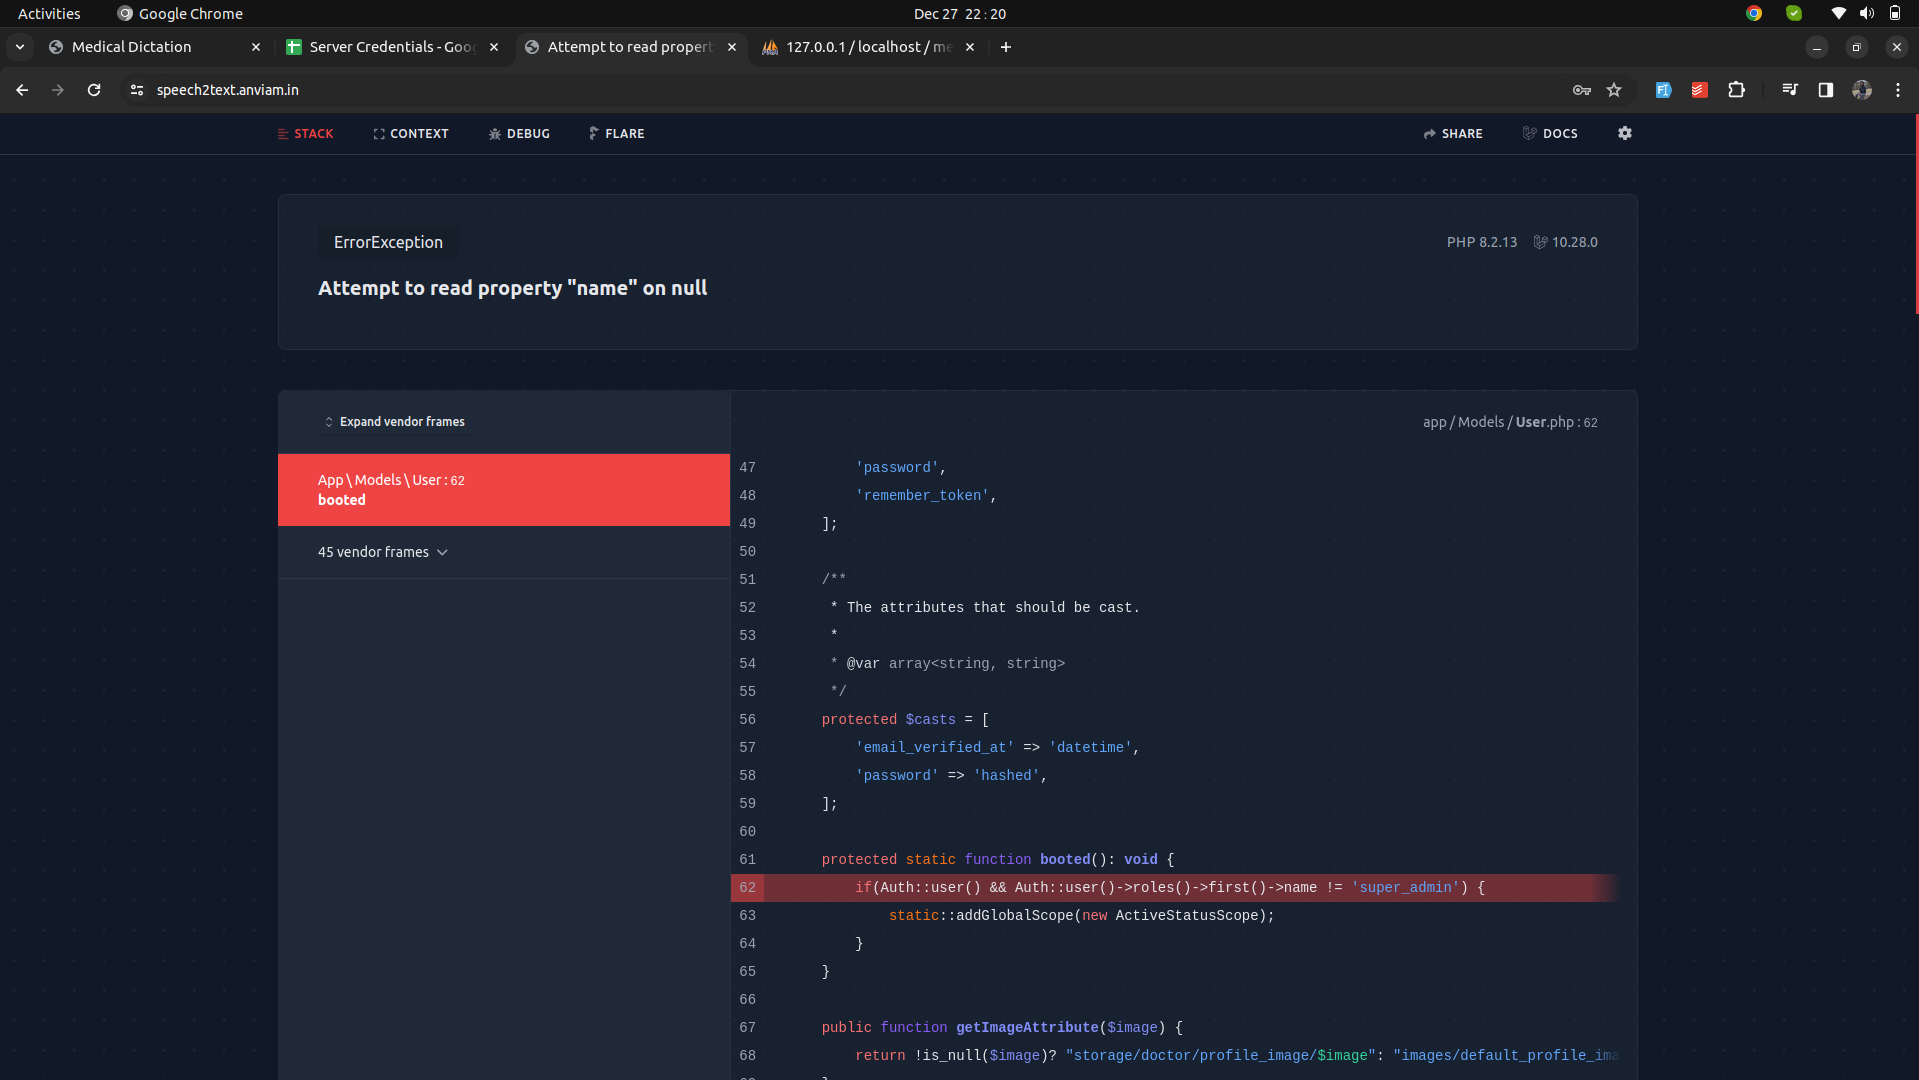 Activities
Google Chrome
Dec 27 22:20
Medical Dictation
Server Credentials - Goog
Attempt to read propert
127.0.0.1 / localhost / me
speech2text.anviam.in
STACK
CONTEXT
DEBUG
FLARE
SHARE
DOCS
ErrorException
PHP 8.2.13
10.28.0
Attempt to read property "name" on null
Expand vendor frames
App\Models\User:62
booted
45 vendor frames
app/Models/User.php:62
47 'password',
48 'remember_token',
49 ];
50
51 /**
52 * The attributes that should be cast.
53 *
54 * @var array<string, string>
55 */
56 protected $casts = [
57 'email_verified_at' => 'datetime',
58 'password' => 'hashed',
59 ];
60
61 protected static function booted(): void {
62 if(Auth::user() && Auth::user()->roles()->first()->name != 'super_admin') {
63 static::addGlobalScope(new ActiveStatusScope);
64 }
65 }
66
67 public function getImageAttribute($image) {
68 return !is_null($image)? "storage/doctor/profile_image/$image": "images/default_profile_ima